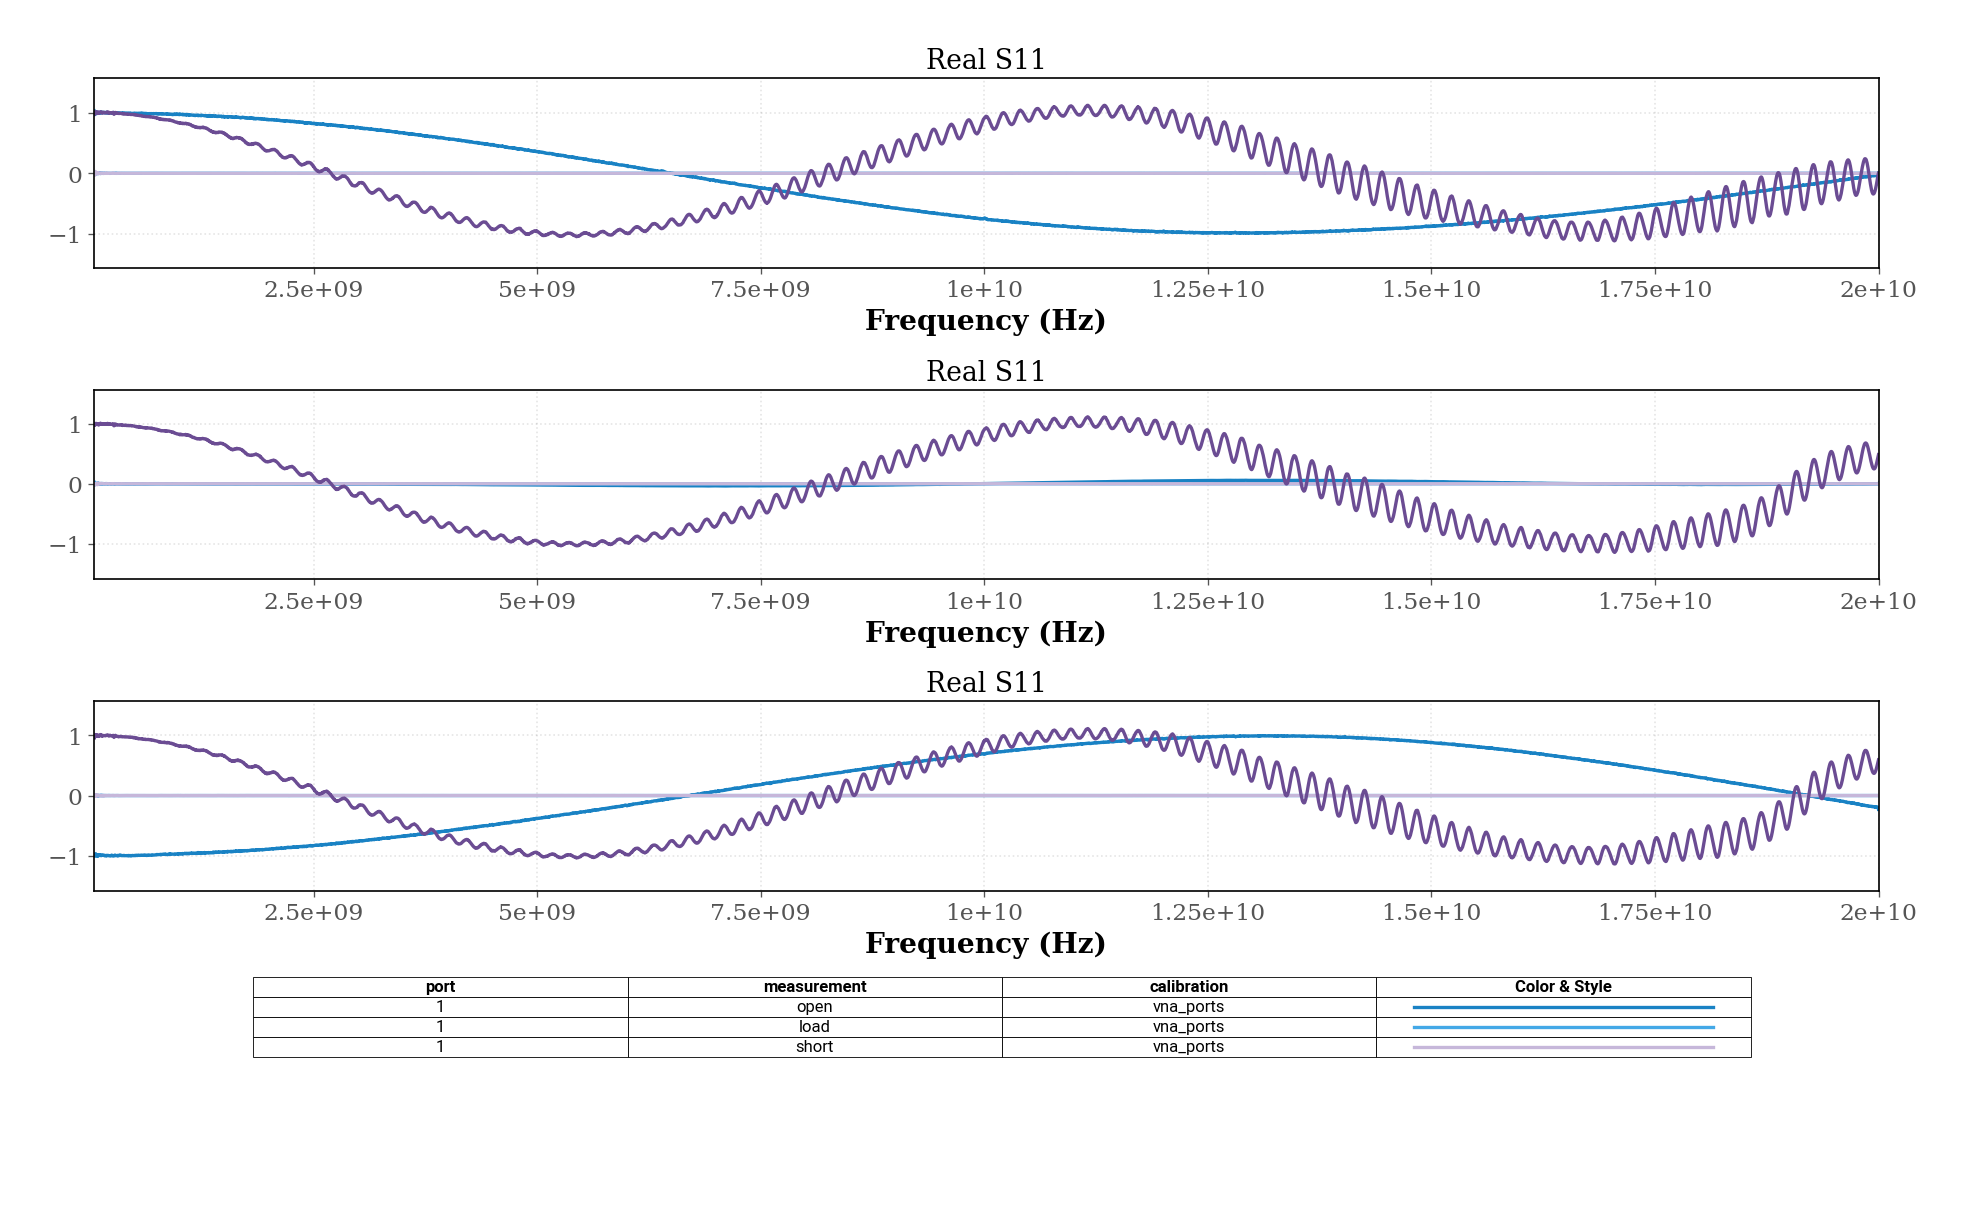 Real S11
1
0
−1
2.5e+09 5e+09 7.5e+09 1e+10 1.25e+10 1.5e+10 1.75e+10 2e+10
Frequency (Hz)
Real S11
1
0
−1
2.5e+09 5e+09 7.5e+09 1e+10 1.25e+10 1.5e+10 1.75e+10 2e+10
Frequency (Hz)
Real S11
1
0
−1
2.5e+09 5e+09 7.5e+09 1e+10 1.25e+10 1.5e+10 1.75e+10 2e+10
Frequency (Hz)
port measurement calibration Color & Style
1 open vna_ports
1 load vna_ports
1 short vna_ports